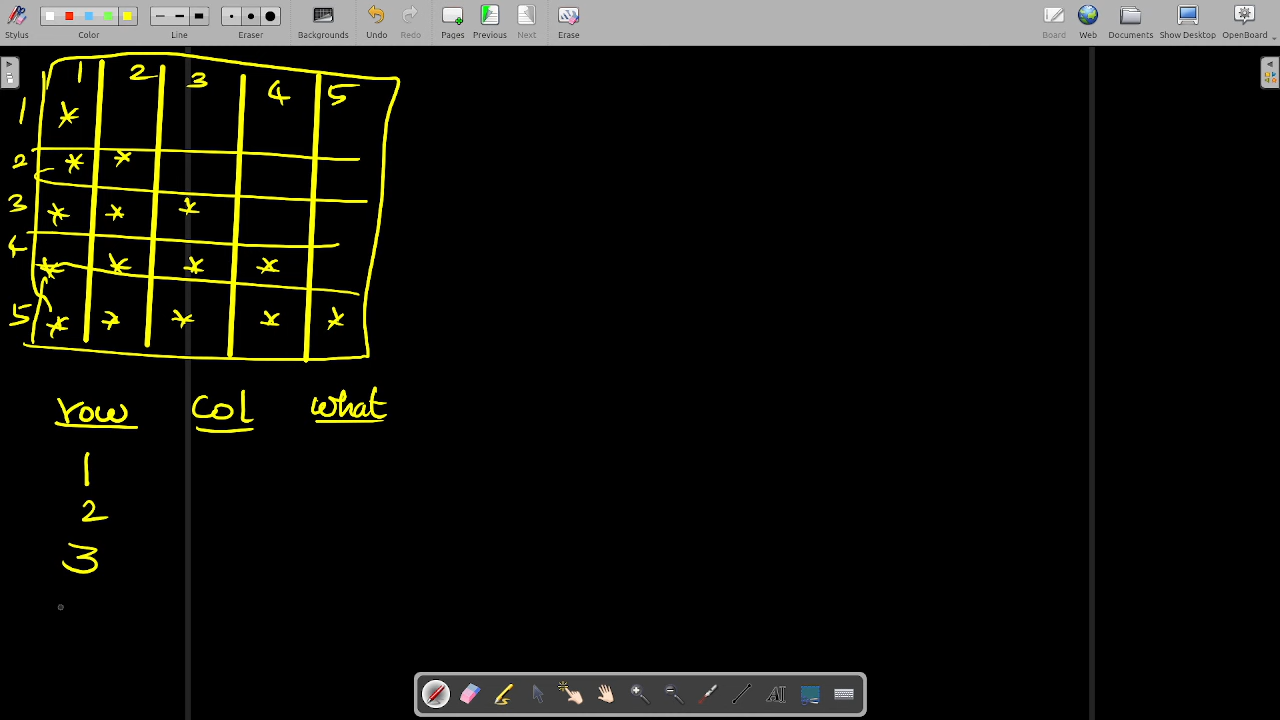 Stylus Color Line Eraser Backgrounds Undo Redo Pages Previous Next Erase Board Web Documents Show Desktop OpenBoard
1 2 3 4 5
1 *
2 * *
3 * * *
4 * * * *
5 * * * * *
row col what
1
2
3
AI